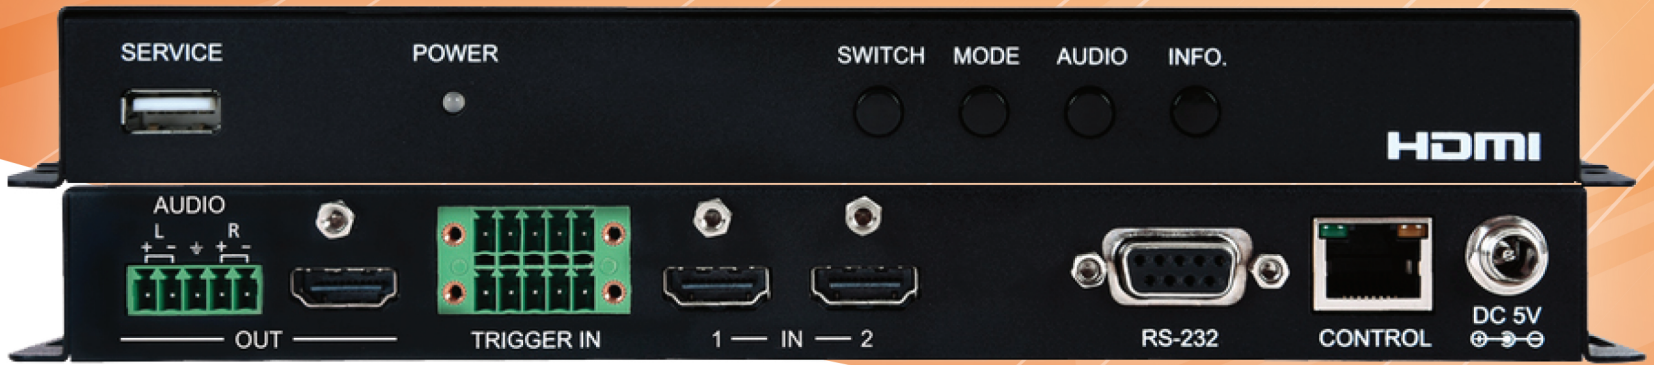 SERVICE
POWER
SWITCH MODE AUDIO INFO.
HDMI
AUDIO
L R
+ - + -
TRIGGER IN
OUT
1 — IN — 2
RS-232
CONTROL
DC 5V